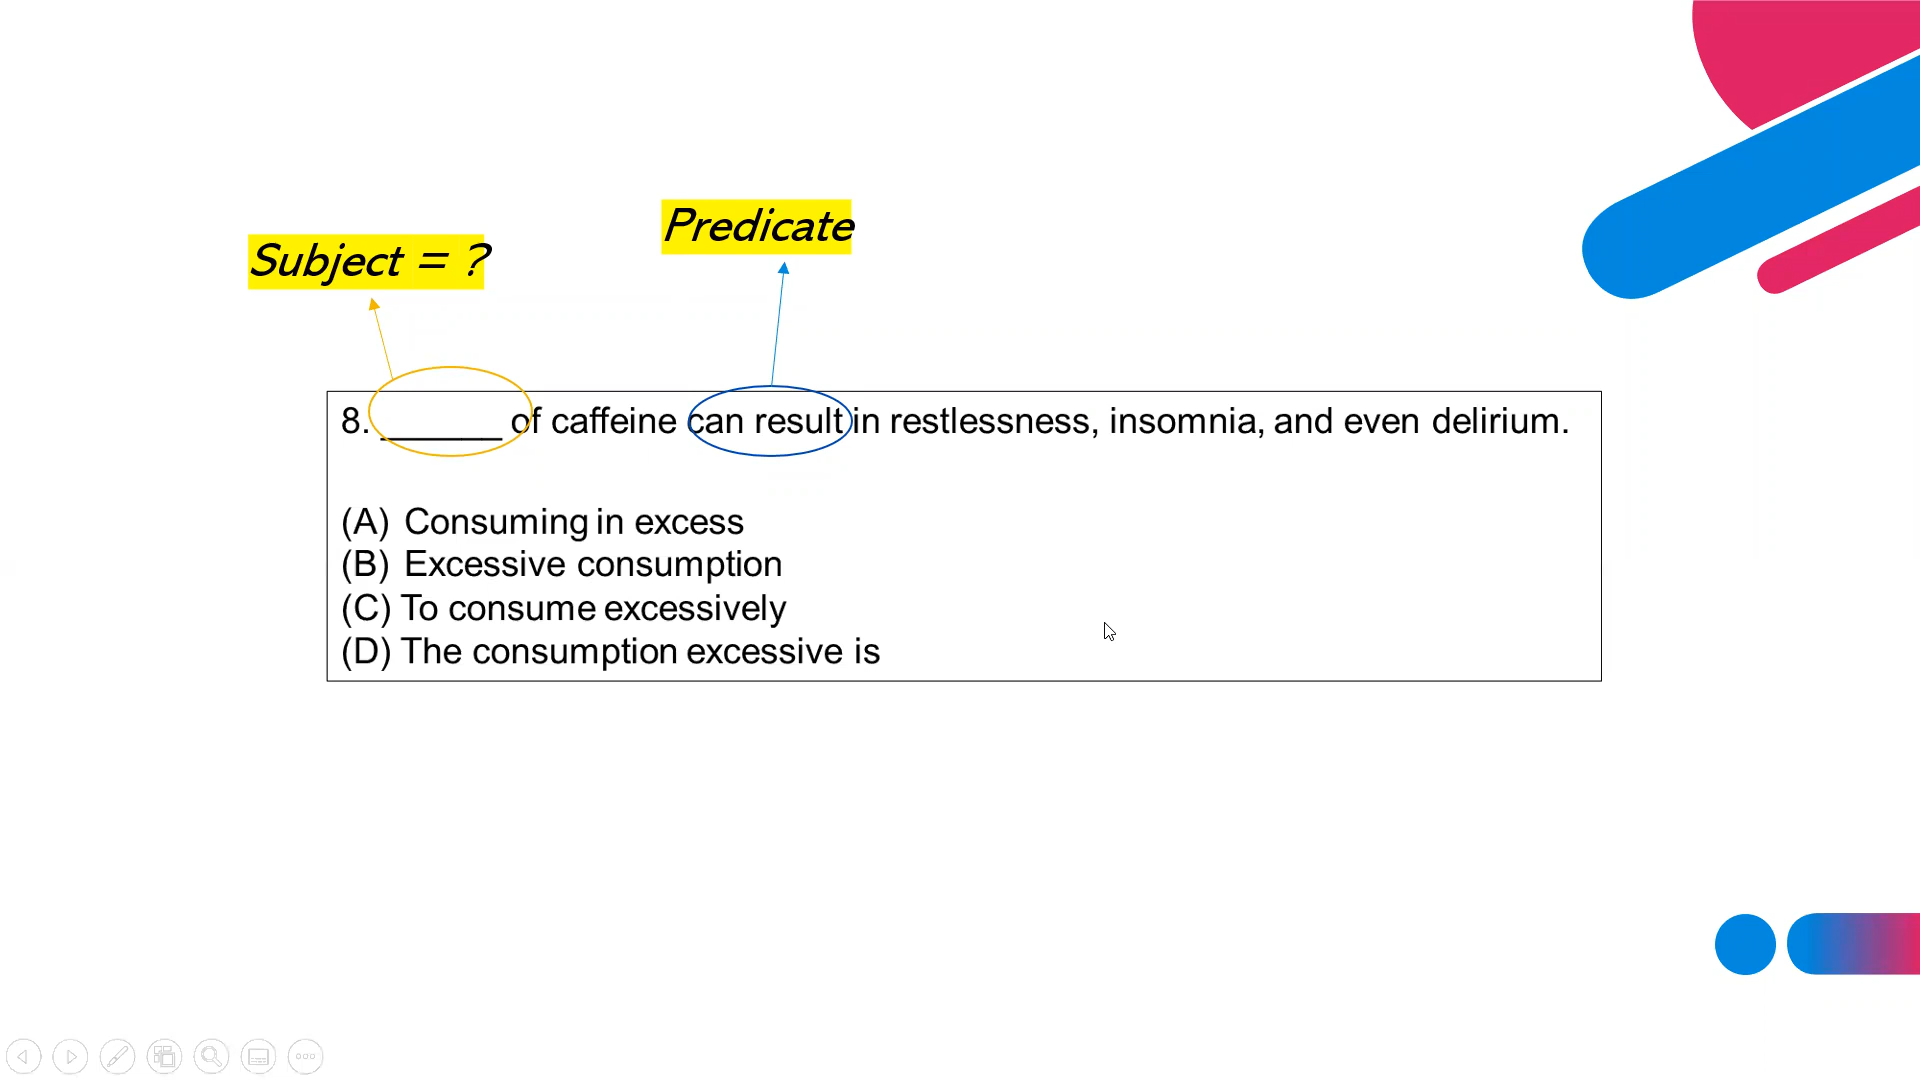 Predicate
Subject = ?
8. ______ of caffeine can result in restlessness, insomnia, and even delirium.
(A) Consuming in excess
(B) Excessive consumption
(C) To consume excessively
(D) The consumption excessive is